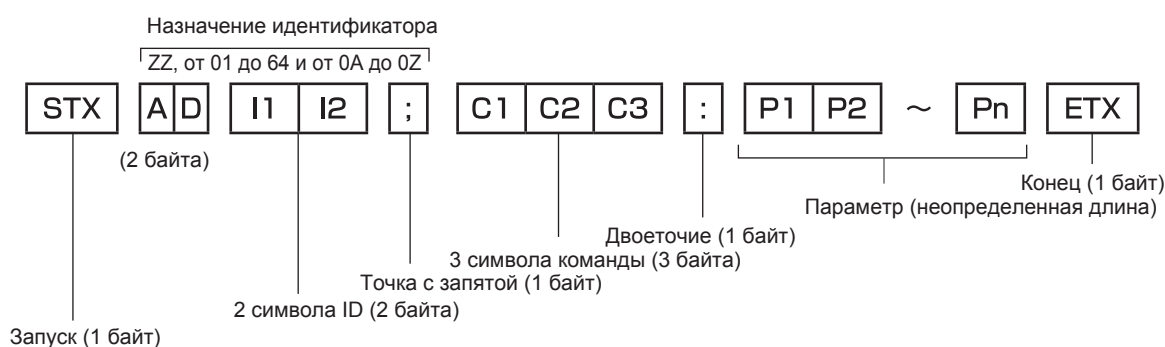 Назначение идентификатора
ZZ, от 01 до 64 и от 0A до 0Z
STX A D I1 I2 ; C1 C2 C3 : P1 P2 ~ Pn ETX
(2 байта)
Конец (1 байт)
Параметр (неопределенная длина)
Двоеточие (1 байт)
3 символа команды (3 байта)
Точка с запятой (1 байт)
2 символа ID (2 байта)
Запуск (1 байт)